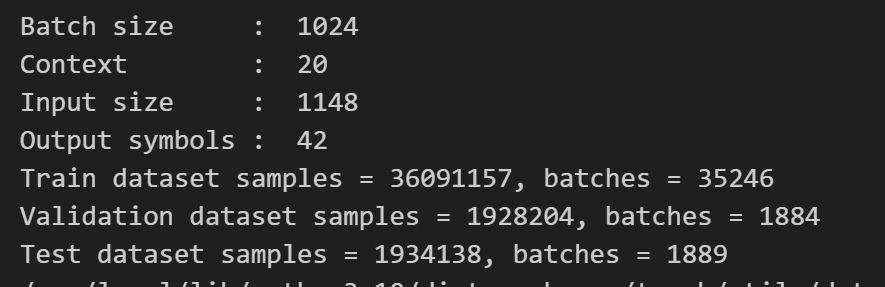 Batch size     :  1024
Context        :  20
Input size     :  1148
Output symbols :  42
Train dataset samples = 36091157, batches = 35246
Validation dataset samples = 1928204, batches = 1884
Test dataset samples = 1934138, batches = 1889